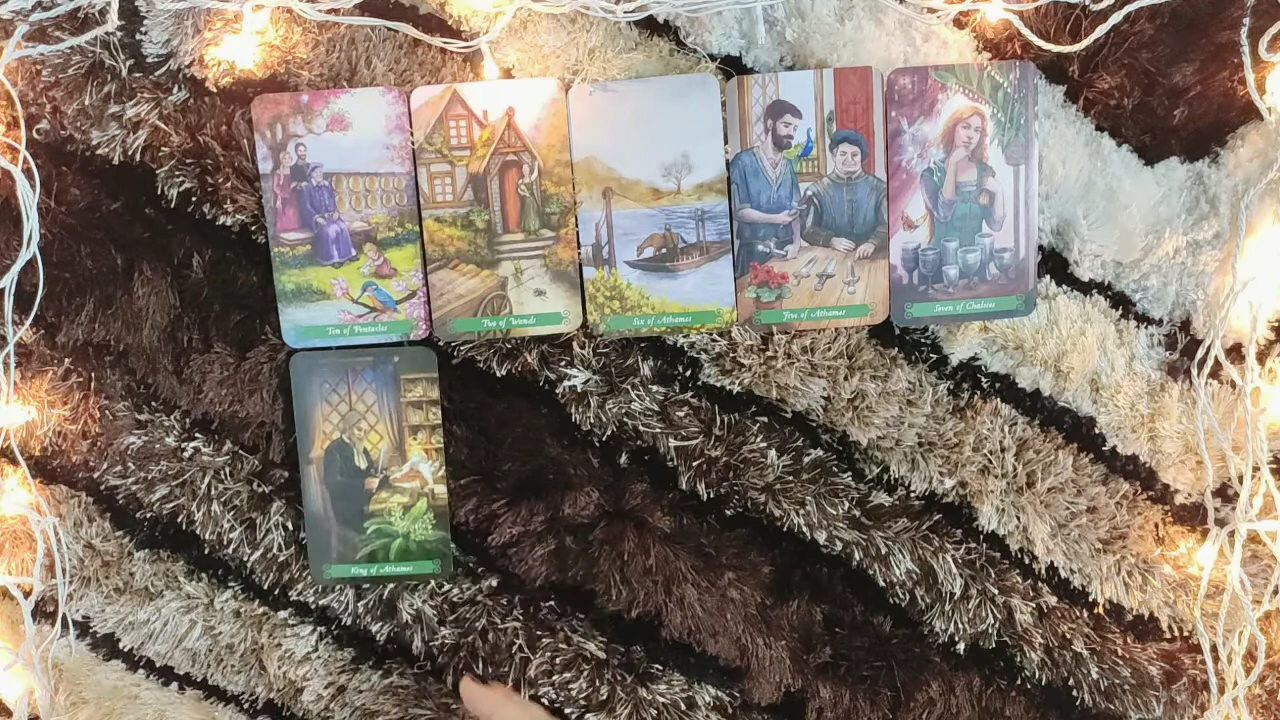 Ten of Pentacles
Two of Wands
Six of Athames
Five of Athames
Seven of Chalices
King of Athames